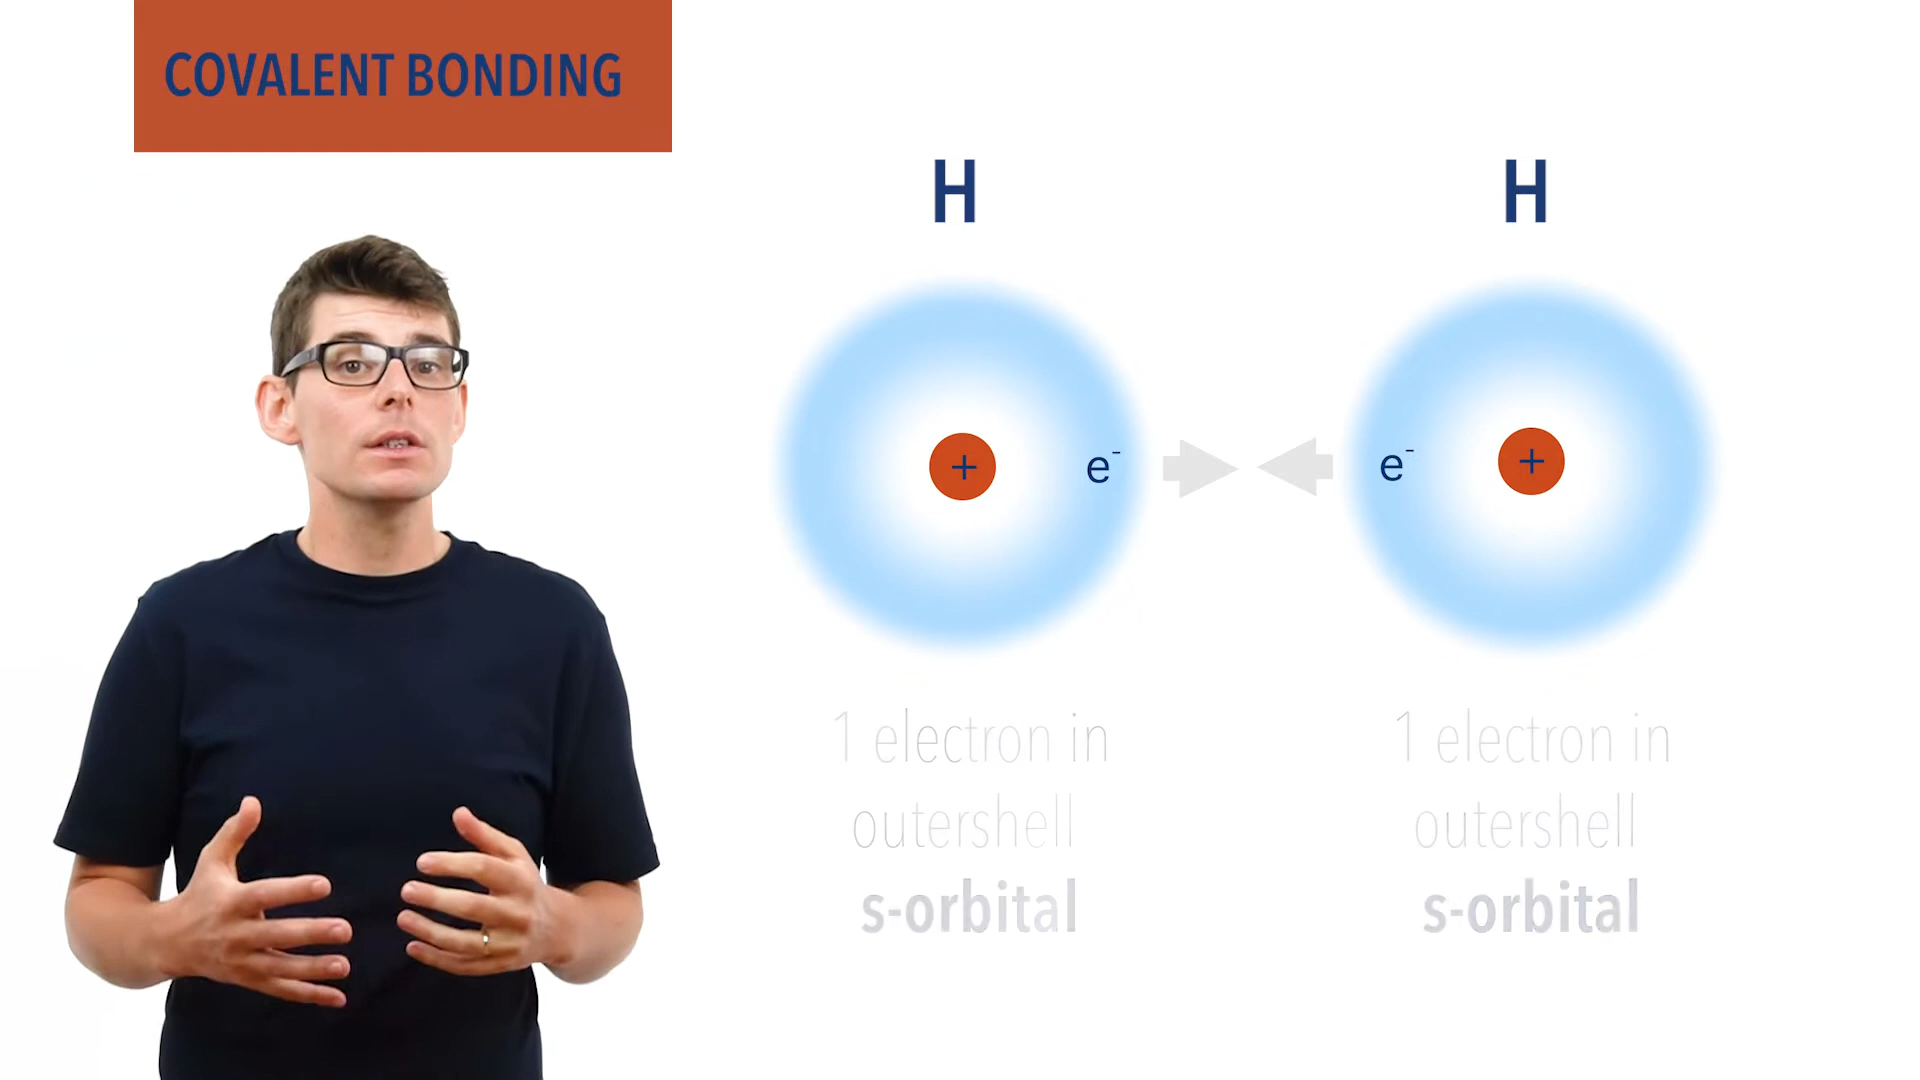 COVALENT BONDING
H
H
+
e⁻
e⁻
+
1 electron in
outershell
s-orbital
1 electron in
outershell
s-orbital